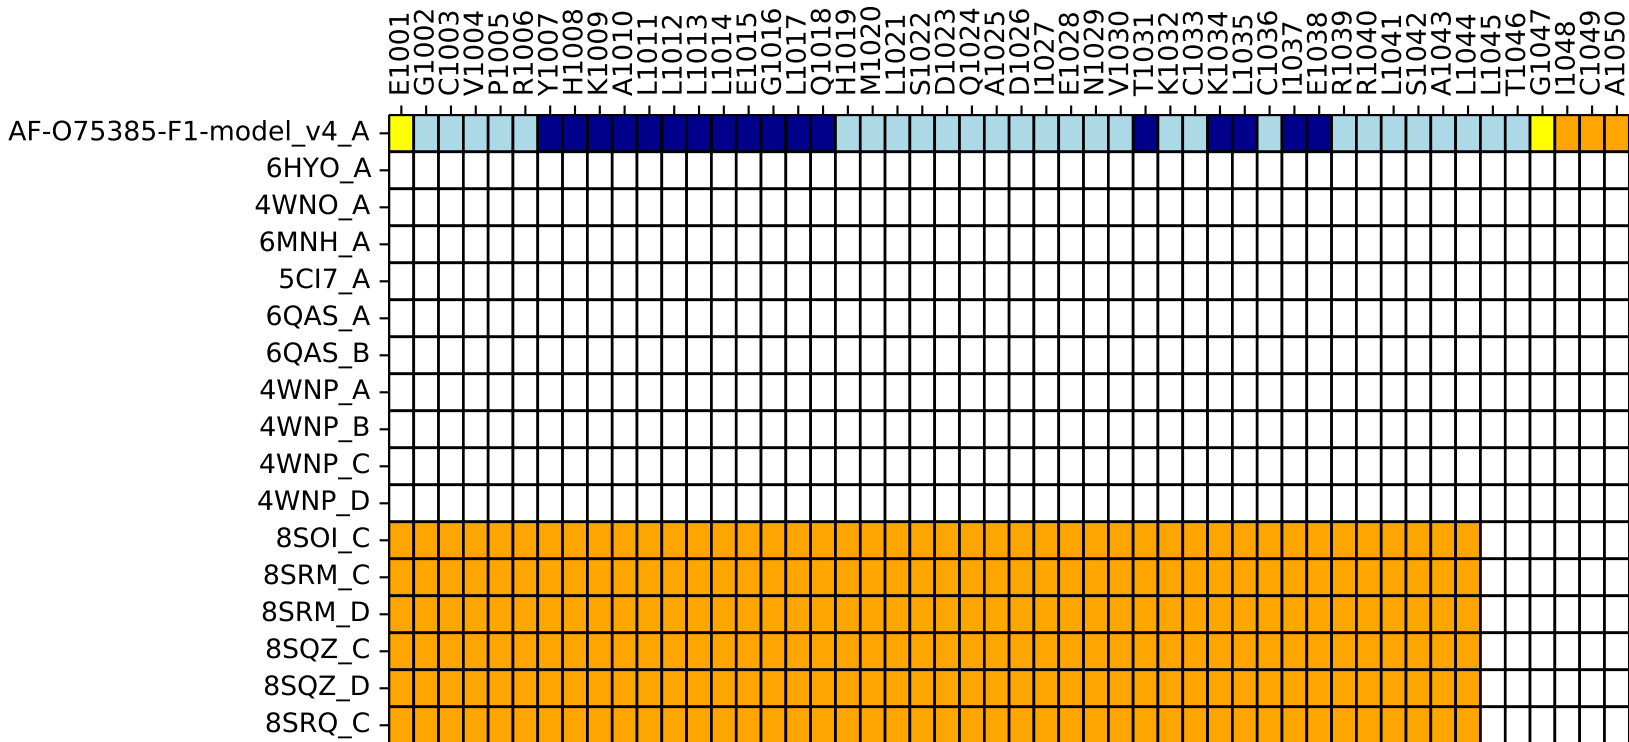 E1001 G1002 C1003 V1004 P1005 R1006 Y1007 H1008 K1009 A1010 L1011 L1012 L1013 L1014 E1015 G1016 L1017 Q1018 H1019 M1020 L1021 S1022 D1023 Q1024 A1025 D1026 I1027 E1028 N1029 V1030 T1031 K1032 C1033 K1034 L1035 C1036 I1037 E1038 R1039 R1040 L1041 S1042 A1043 L1044 L1045 T1046 G1047 I1048 C1049 A1050
AF-O75385-F1-model_v4_A
6HYO_A
4WNO_A
6MNH_A
5CI7_A
6QAS_A
6QAS_B
4WNP_A
4WNP_B
4WNP_C
4WNP_D
8SOI_C
8SRM_C
8SRM_D
8SQZ_C
8SQZ_D
8SRQ_C